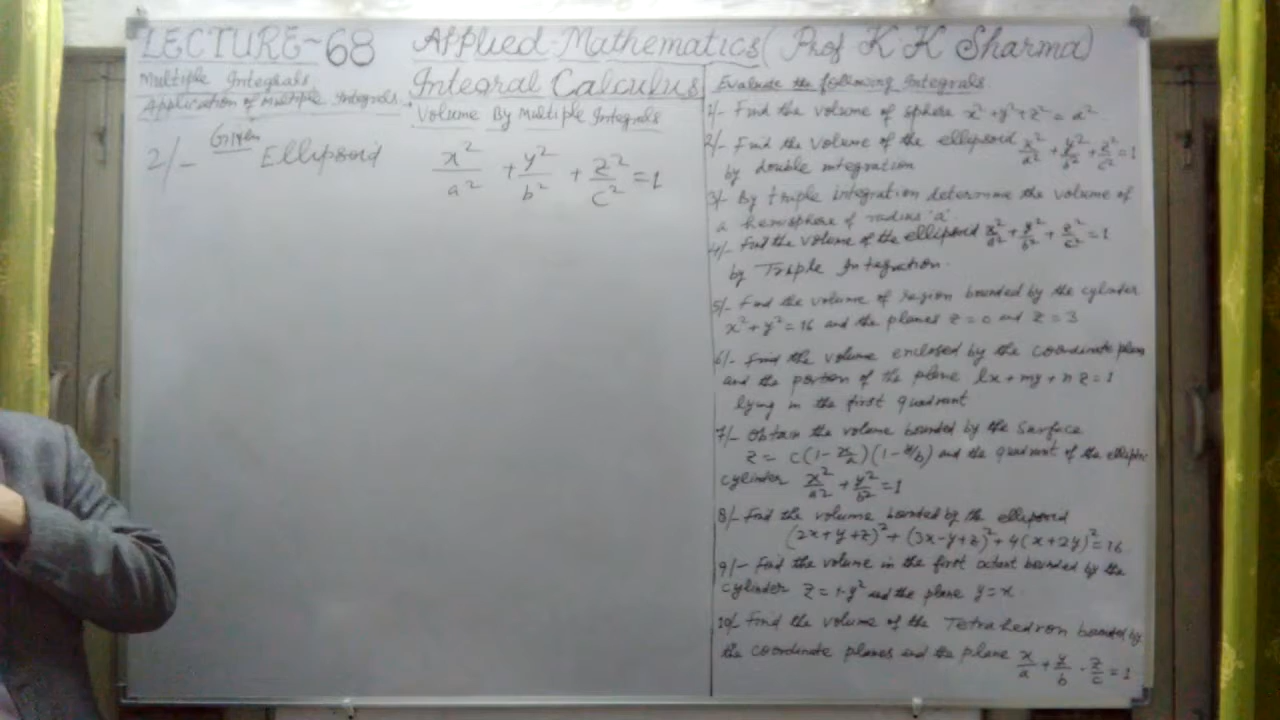 LECTURE-68 Applied-Mathematics (Prof K K Sharma)
Multiple Integrals
Application of Multiple Integrals
Integral Calculus
Volume By Multiple Integrals
2/- Given Ellipsoid x²/a² + y²/b² + z²/c² = 1
Evaluate the following Integrals
1/- Find the volume of sphere x² + y² + z² = a²
2/- Find the Volume of the ellipsoid x²/a² + y²/b² + z²/c² = 1
by double integration
3/- By triple integration determine the volume of
a hemisphere of radius 'a'.
4/- Find the volume of the ellipsoid x²/a² + y²/b² + z²/c² = 1
by Triple Integration.
5/- Find the volume of region bounded by the cylinder
x² + y² = 16 and the planes z = 0 and z = 3
6/- Find the volume enclosed by the coordinate plans
and the portion of the plane lx + my + nz = 1
lying in the first quadrant
7/- Obtain the volume bounded by the Surface
z = c(1 - x/a)(1 - y/b) and the quadrant of the elliptic
cylinder x²/a² + y²/b² = 1
8/- Find the volume bounded by the ellipsoid
(2x+y+z)² + (3x-y+z)² + 4(x+2y)² = 16
9/- Find the volume in the first octant bounded by the
cylinder z = 1-y² and the plane y = x.
10/- Find the volume of the Tetrahedron bounded by
the coordinate planes and the plane x/a + y/b . z/c = 1